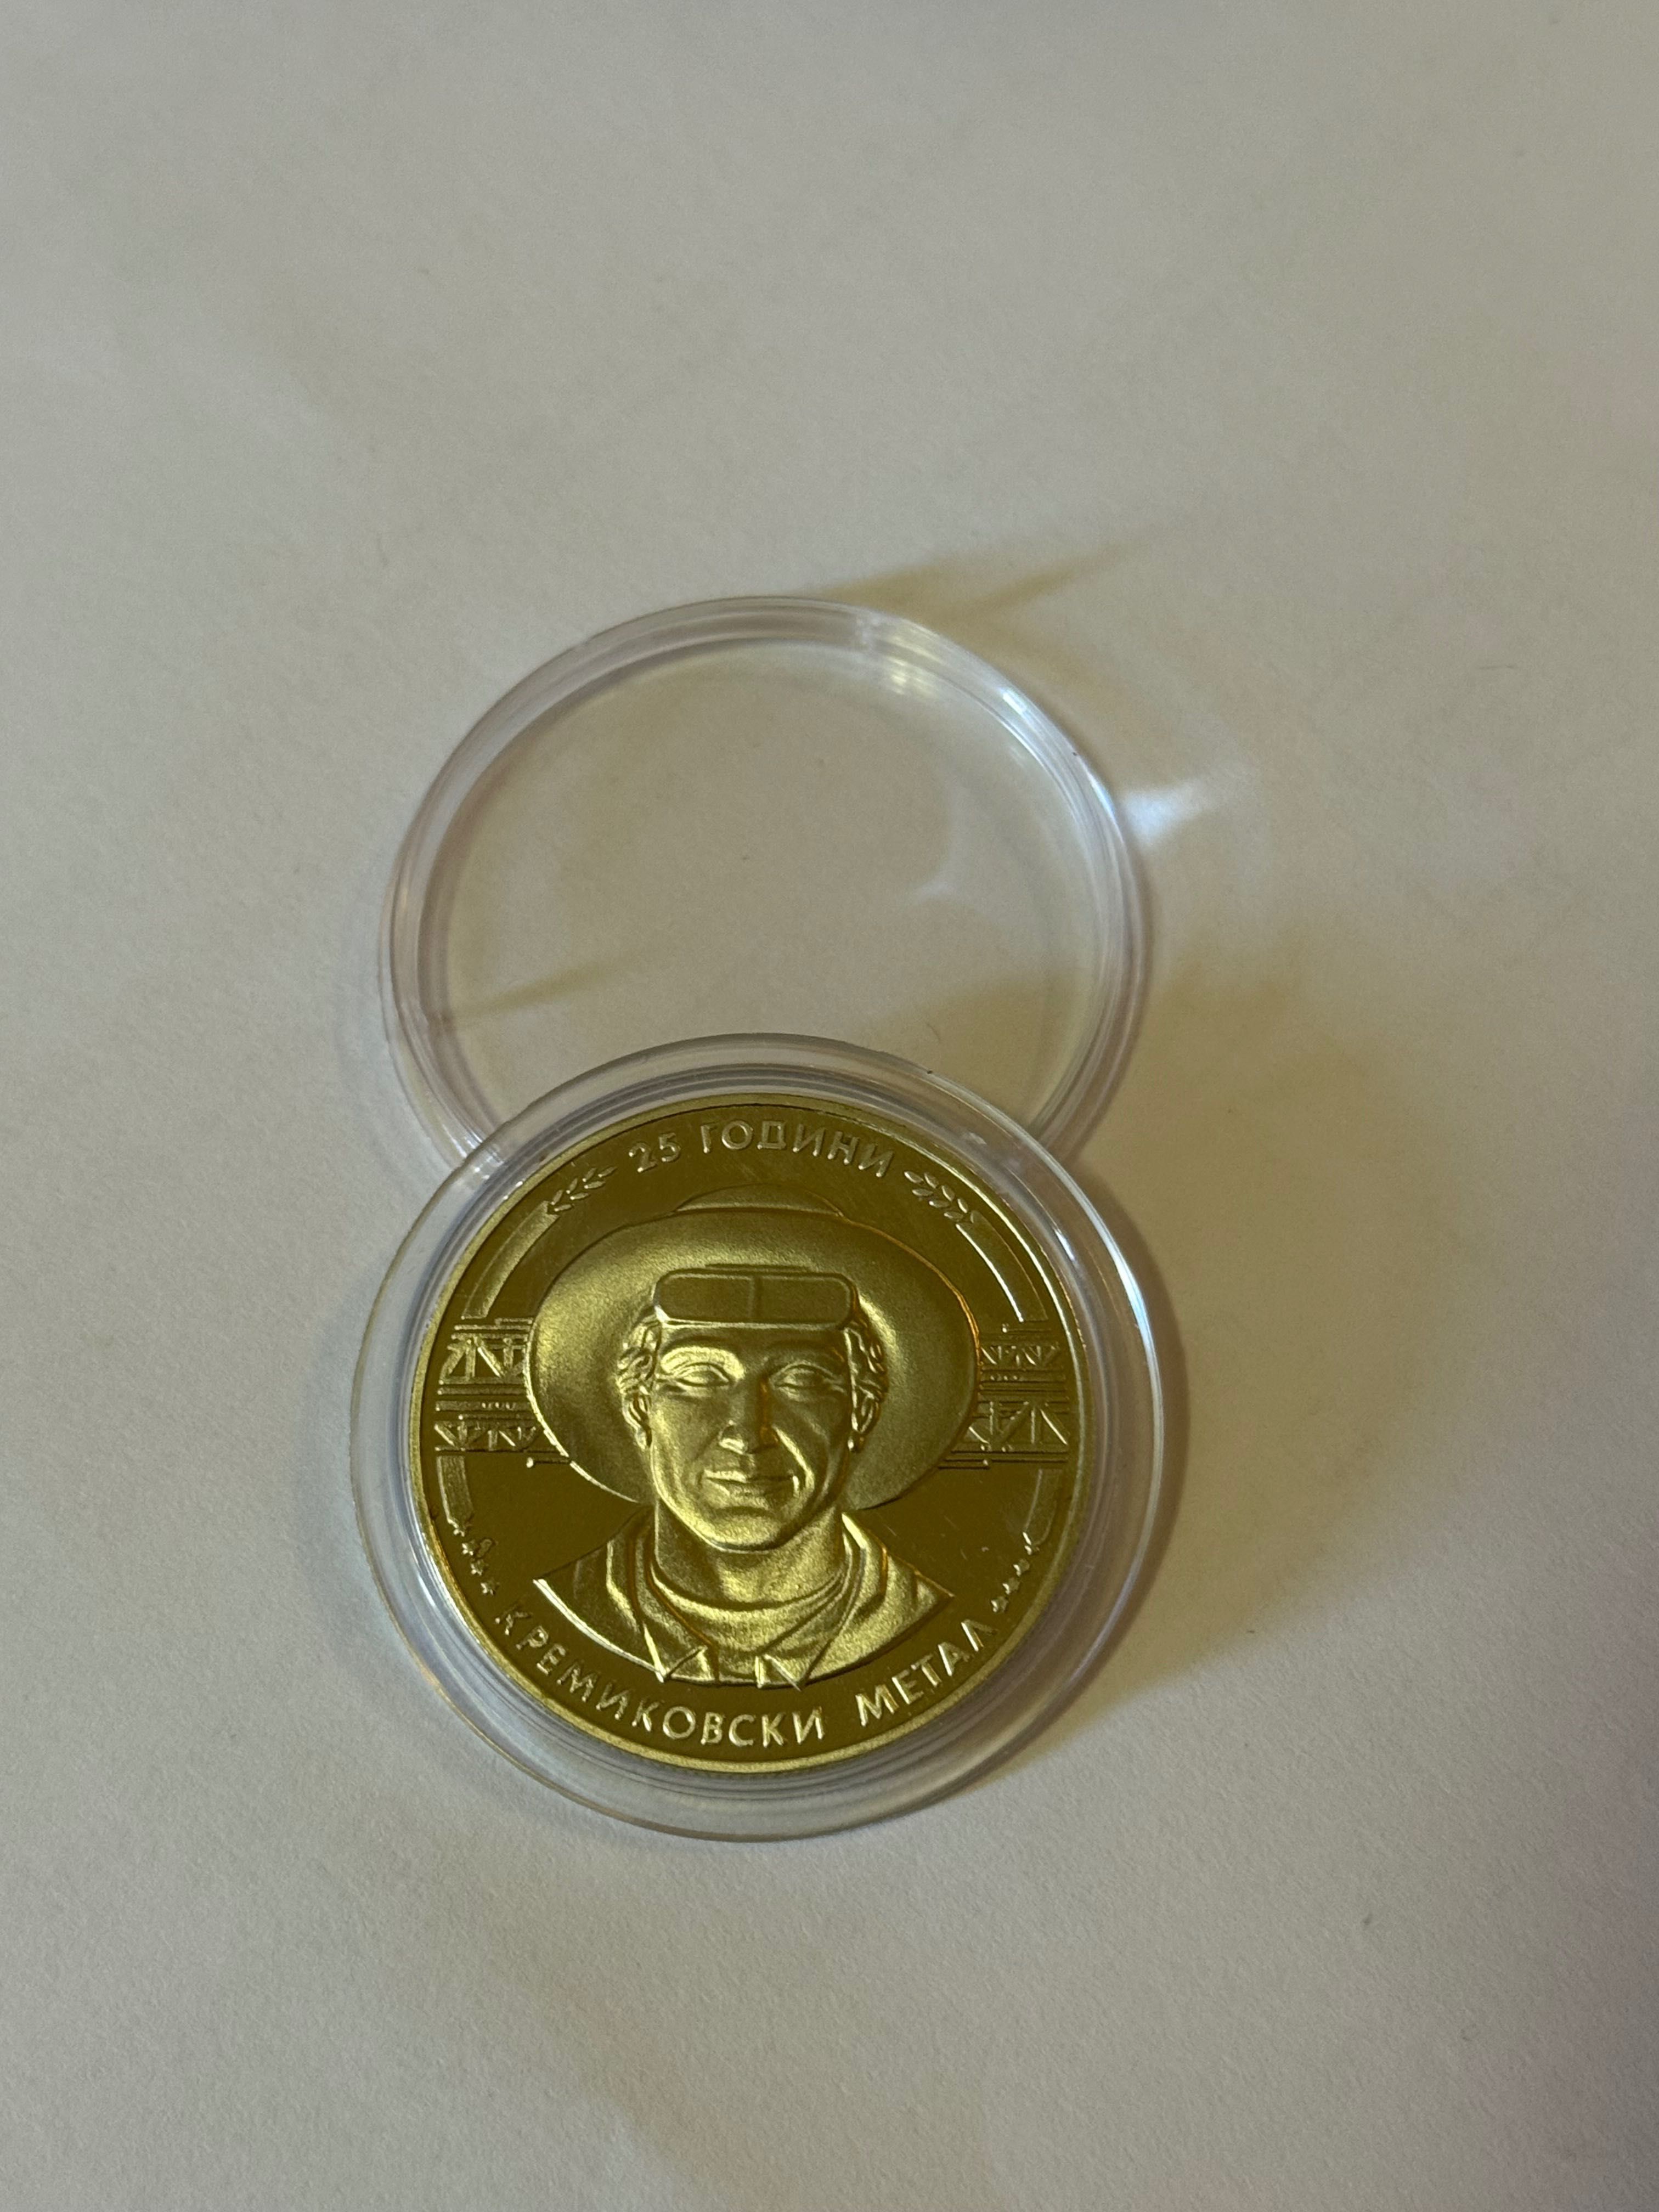 25 ГОДИНИ
КРЕМИКОВСКИ МЕТАЛ